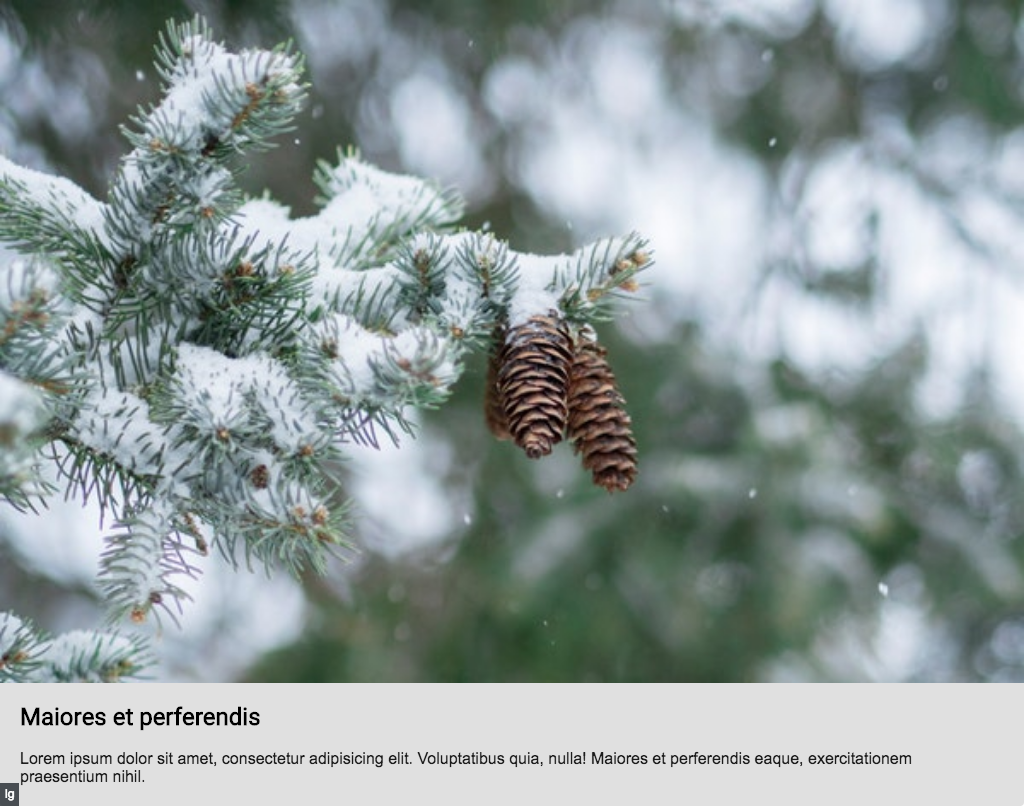 Maiores et perferendis
Lorem ipsum dolor sit amet, consectetur adipisicing elit. Voluptatibus quia, nulla! Maiores et perferendis eaque, exercitationem
praesentium nihil.
lg